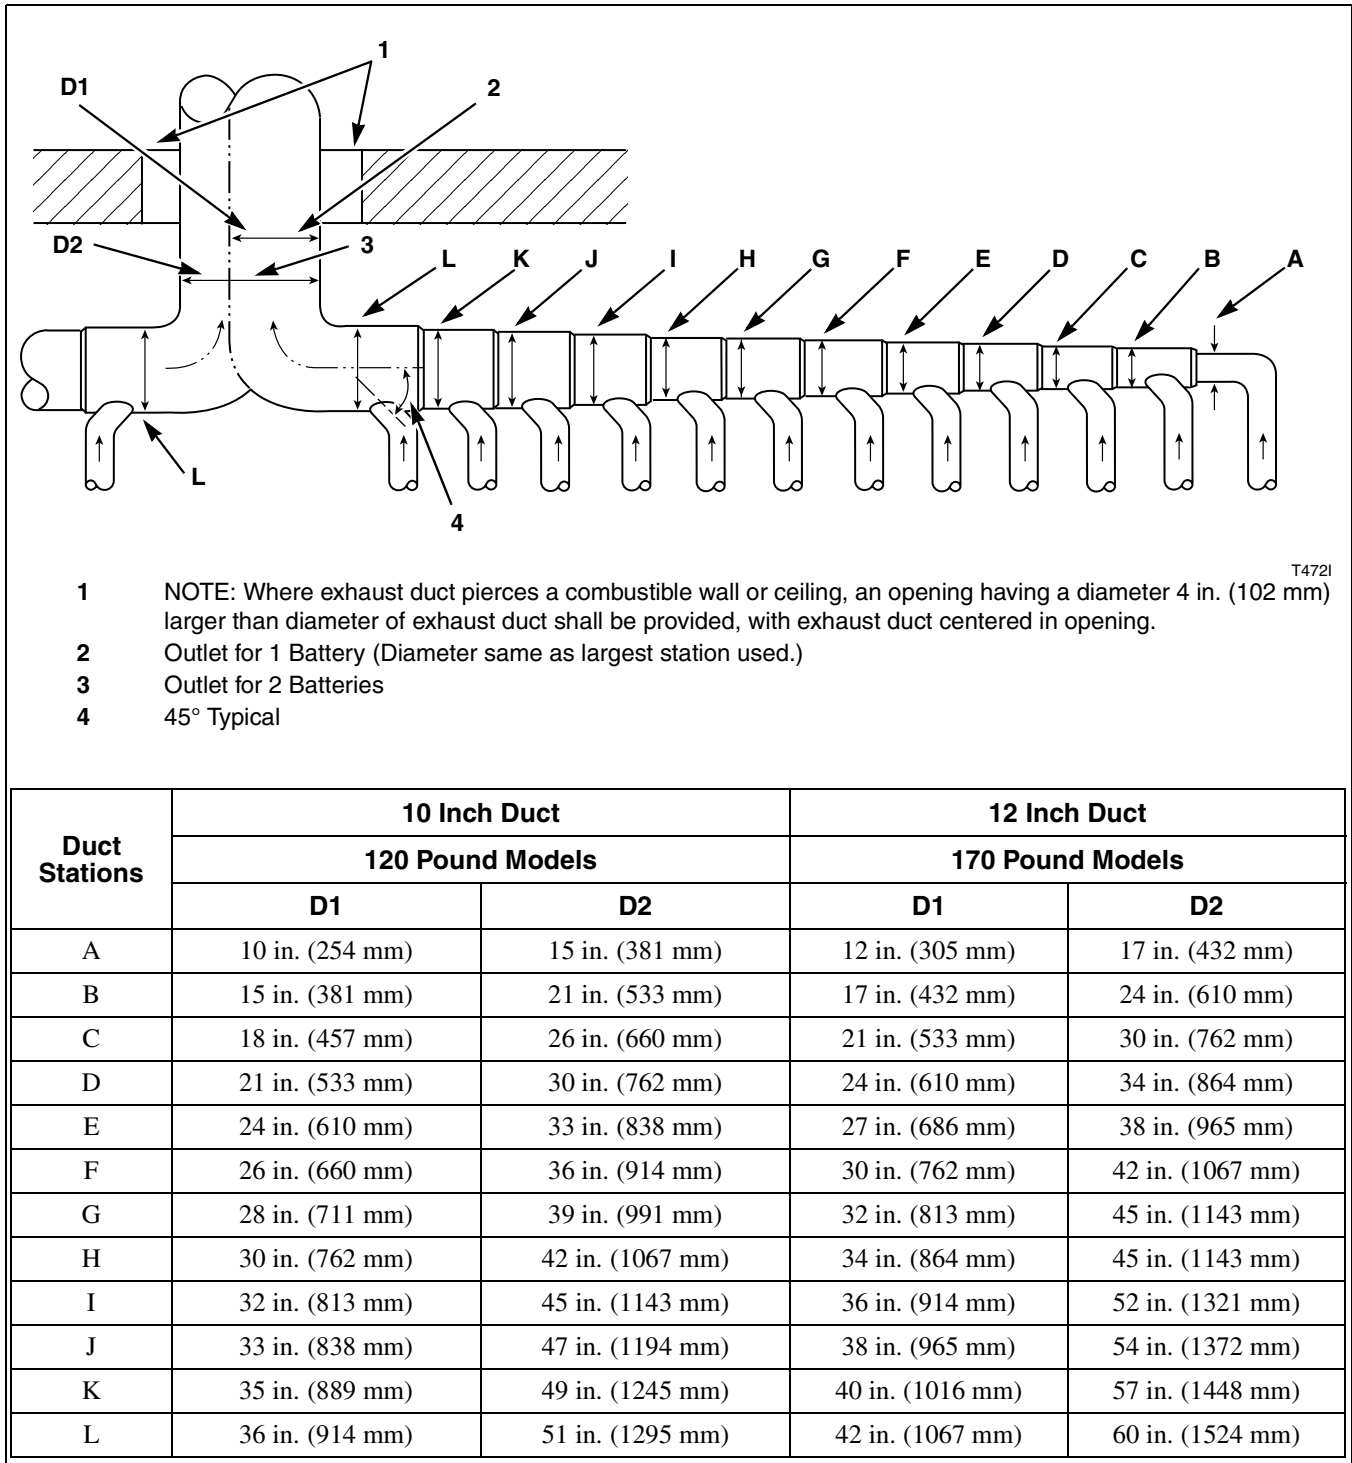 1
D1
2
D2
3
L K J I H G F E D C B A
L
4
T472I
1 NOTE: Where exhaust duct pierces a combustible wall or ceiling, an opening having a diameter 4 in. (102 mm)
larger than diameter of exhaust duct shall be provided, with exhaust duct centered in opening.
2 Outlet for 1 Battery (Diameter same as largest station used.)
3 Outlet for 2 Batteries
4 45° Typical
Duct Stations 10 Inch Duct 12 Inch Duct
120 Pound Models 170 Pound Models
D1 D2 D1 D2
A 10 in. (254 mm) 15 in. (381 mm) 12 in. (305 mm) 17 in. (432 mm)
B 15 in. (381 mm) 21 in. (533 mm) 17 in. (432 mm) 24 in. (610 mm)
C 18 in. (457 mm) 26 in. (660 mm) 21 in. (533 mm) 30 in. (762 mm)
D 21 in. (533 mm) 30 in. (762 mm) 24 in. (610 mm) 34 in. (864 mm)
E 24 in. (610 mm) 33 in. (838 mm) 27 in. (686 mm) 38 in. (965 mm)
F 26 in. (660 mm) 36 in. (914 mm) 30 in. (762 mm) 42 in. (1067 mm)
G 28 in. (711 mm) 39 in. (991 mm) 32 in. (813 mm) 45 in. (1143 mm)
H 30 in. (762 mm) 42 in. (1067 mm) 34 in. (864 mm) 45 in. (1143 mm)
I 32 in. (813 mm) 45 in. (1143 mm) 36 in. (914 mm) 52 in. (1321 mm)
J 33 in. (838 mm) 47 in. (1194 mm) 38 in. (965 mm) 54 in. (1372 mm)
K 35 in. (889 mm) 49 in. (1245 mm) 40 in. (1016 mm) 57 in. (1448 mm)
L 36 in. (914 mm) 51 in. (1295 mm) 42 in. (1067 mm) 60 in. (1524 mm)